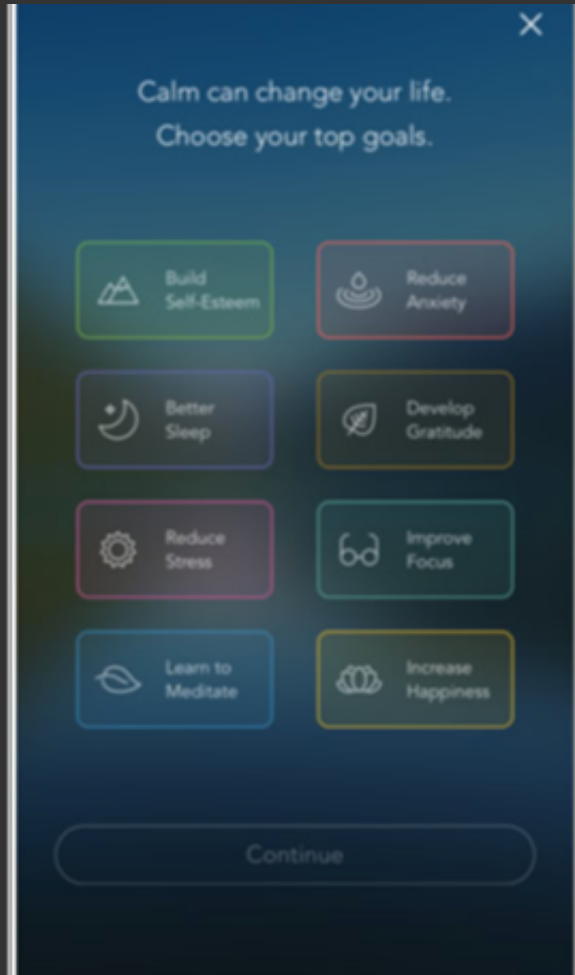 Calm can change your life.
Choose your top goals.
Build
Self-Esteem
Reduce
Anxiety
Better
Sleep
Develop
Gratitude
Reduce
Stress
Improve
Focus
Learn to
Meditate
Increase
Happiness
Continue